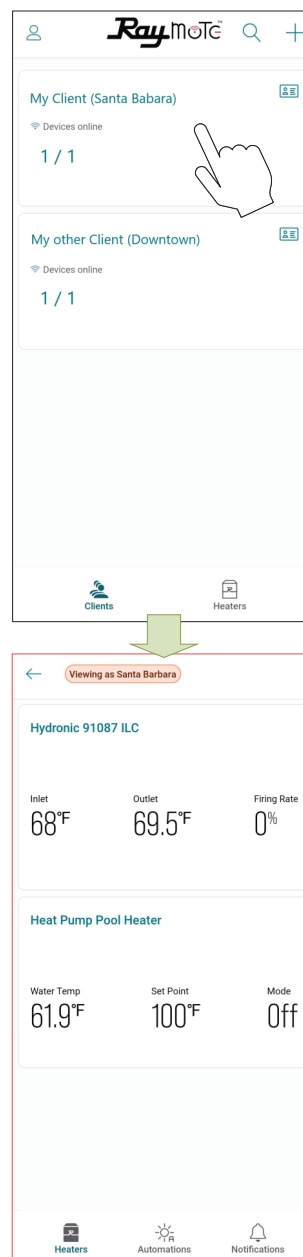 RaymoTe™
My Client (Santa Babara)
Devices online
1 / 1
My other Client (Downtown)
Devices online
1 / 1
Clients
Heaters
Viewing as Santa Barbara
Hydronic 91087 ILC
Inlet Outlet Firing Rate
68°F 69.5°F 0%
Heat Pump Pool Heater
Water Temp Set Point Mode
61.9°F 100°F Off
Heaters Automations Notifications